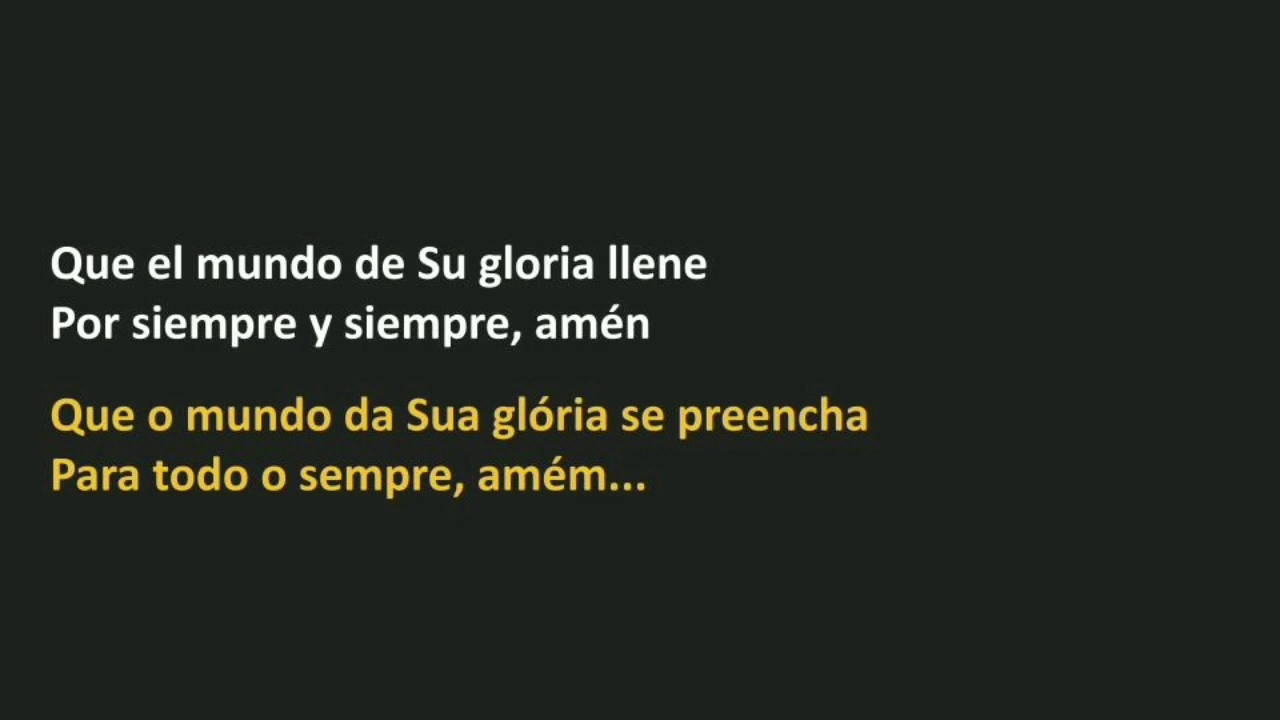 Que el mundo de Su gloria llene
Por siempre y siempre, amén
Que o mundo da Sua glória se preencha
Para todo o sempre, amém...